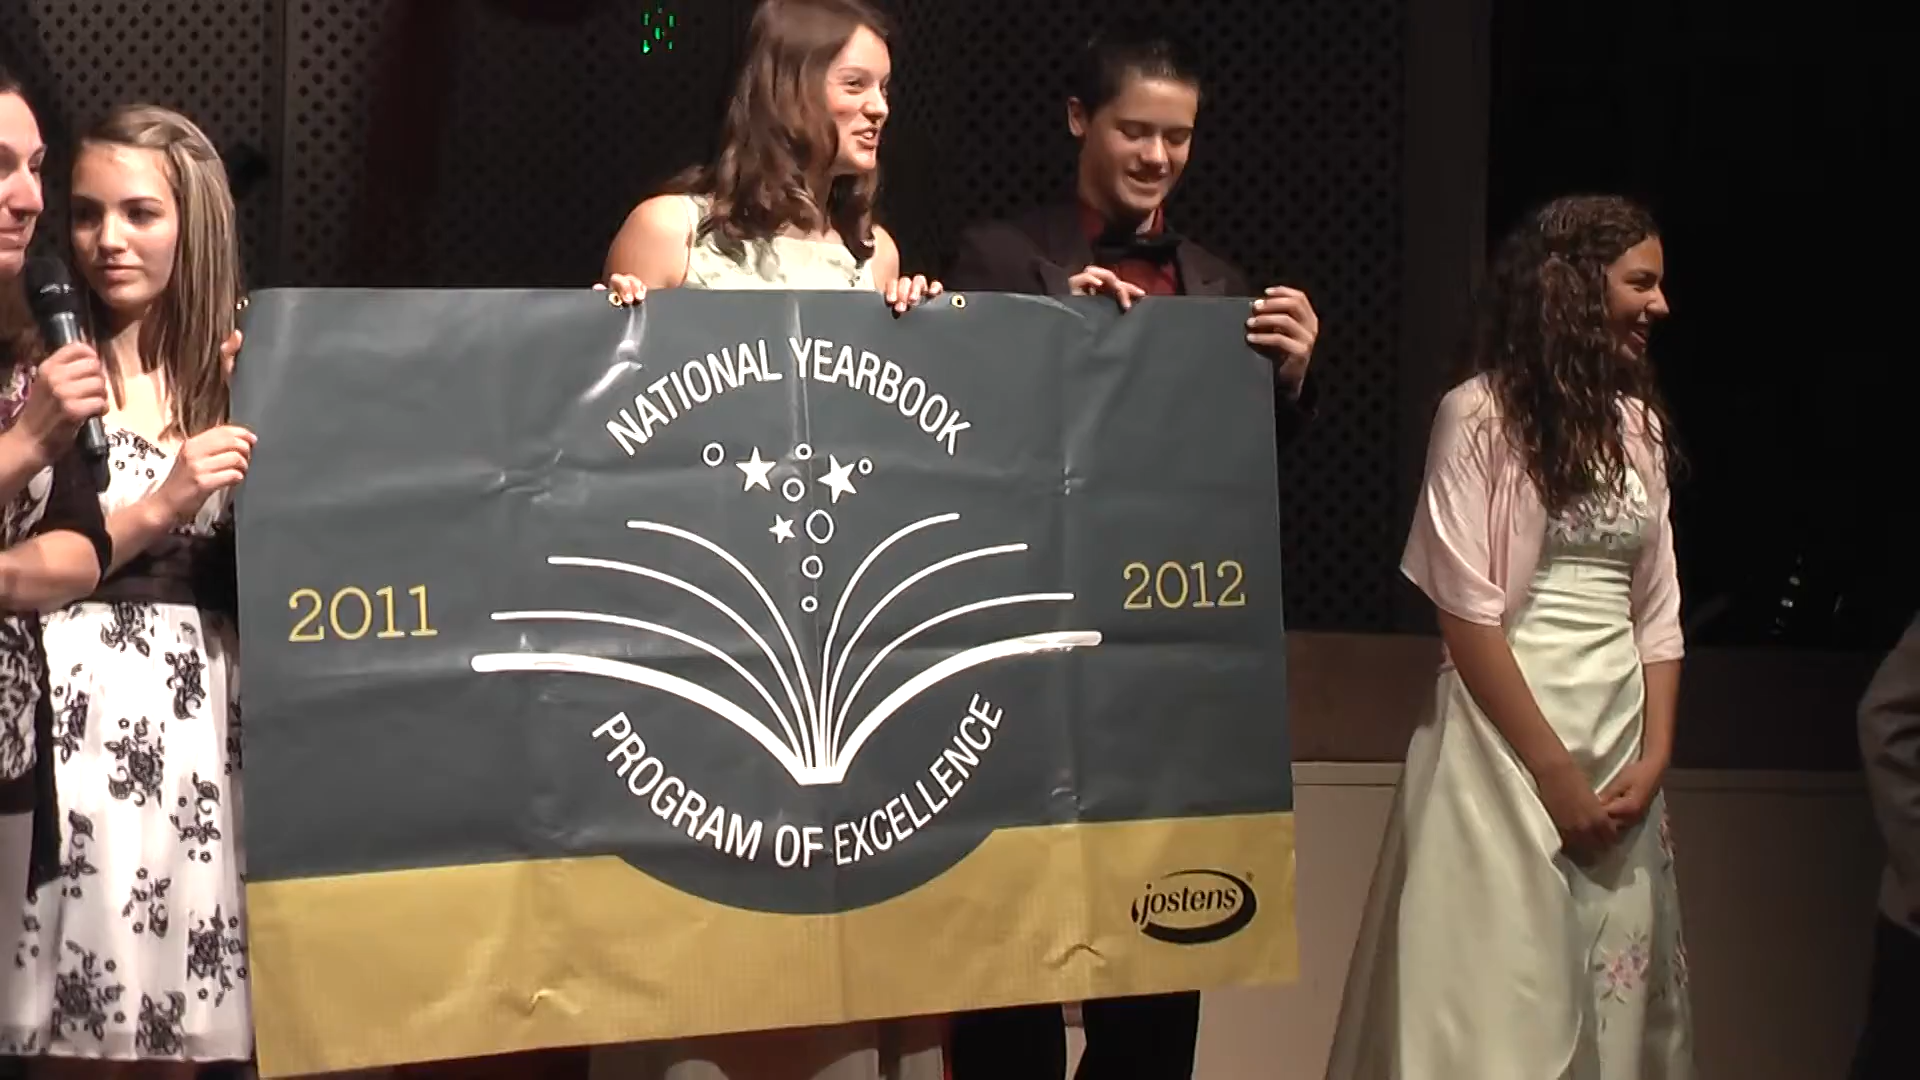 NATIONAL YEARBOOK
2011
2012
PROGRAM OF EXCELLENCE
jostens®